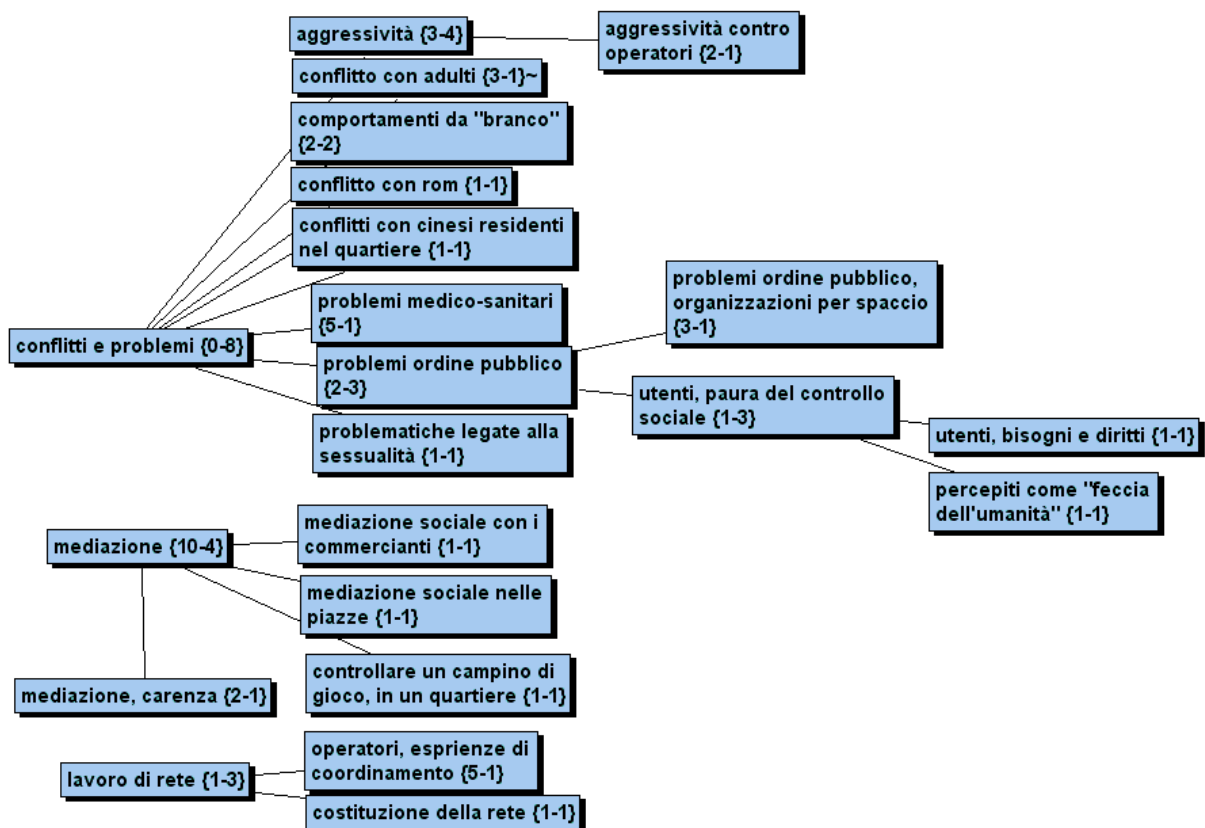 aggressività {3-4}
aggressività contro
operatori {2-1}
conflitto con adulti {3-1}~
comportamenti da "branco"
{2-2}
conflitto con rom {1-1}
conflitti con cinesi residenti
nel quartiere {1-1}
problemi medico-sanitari
{5-1}
problemi ordine pubblico,
organizzazioni per spaccio
{3-1}
conflitti e problemi {0-8}
problemi ordine pubblico
{2-3}
utenti, paura del controllo
sociale {1-3}
problematiche legate alla
sessualità {1-1}
utenti, bisogni e diritti {1-1}
percepiti come "feccia
dell'umanità" {1-1}
mediazione {10-4}
mediazione sociale con i
commercianti {1-1}
mediazione sociale nelle
piazze {1-1}
controllare un campino di
gioco, in un quartiere {1-1}
mediazione, carenza {2-1}
lavoro di rete {1-3}
operatori, esprienze di
coordinamento {5-1}
costituzione della rete {1-1}